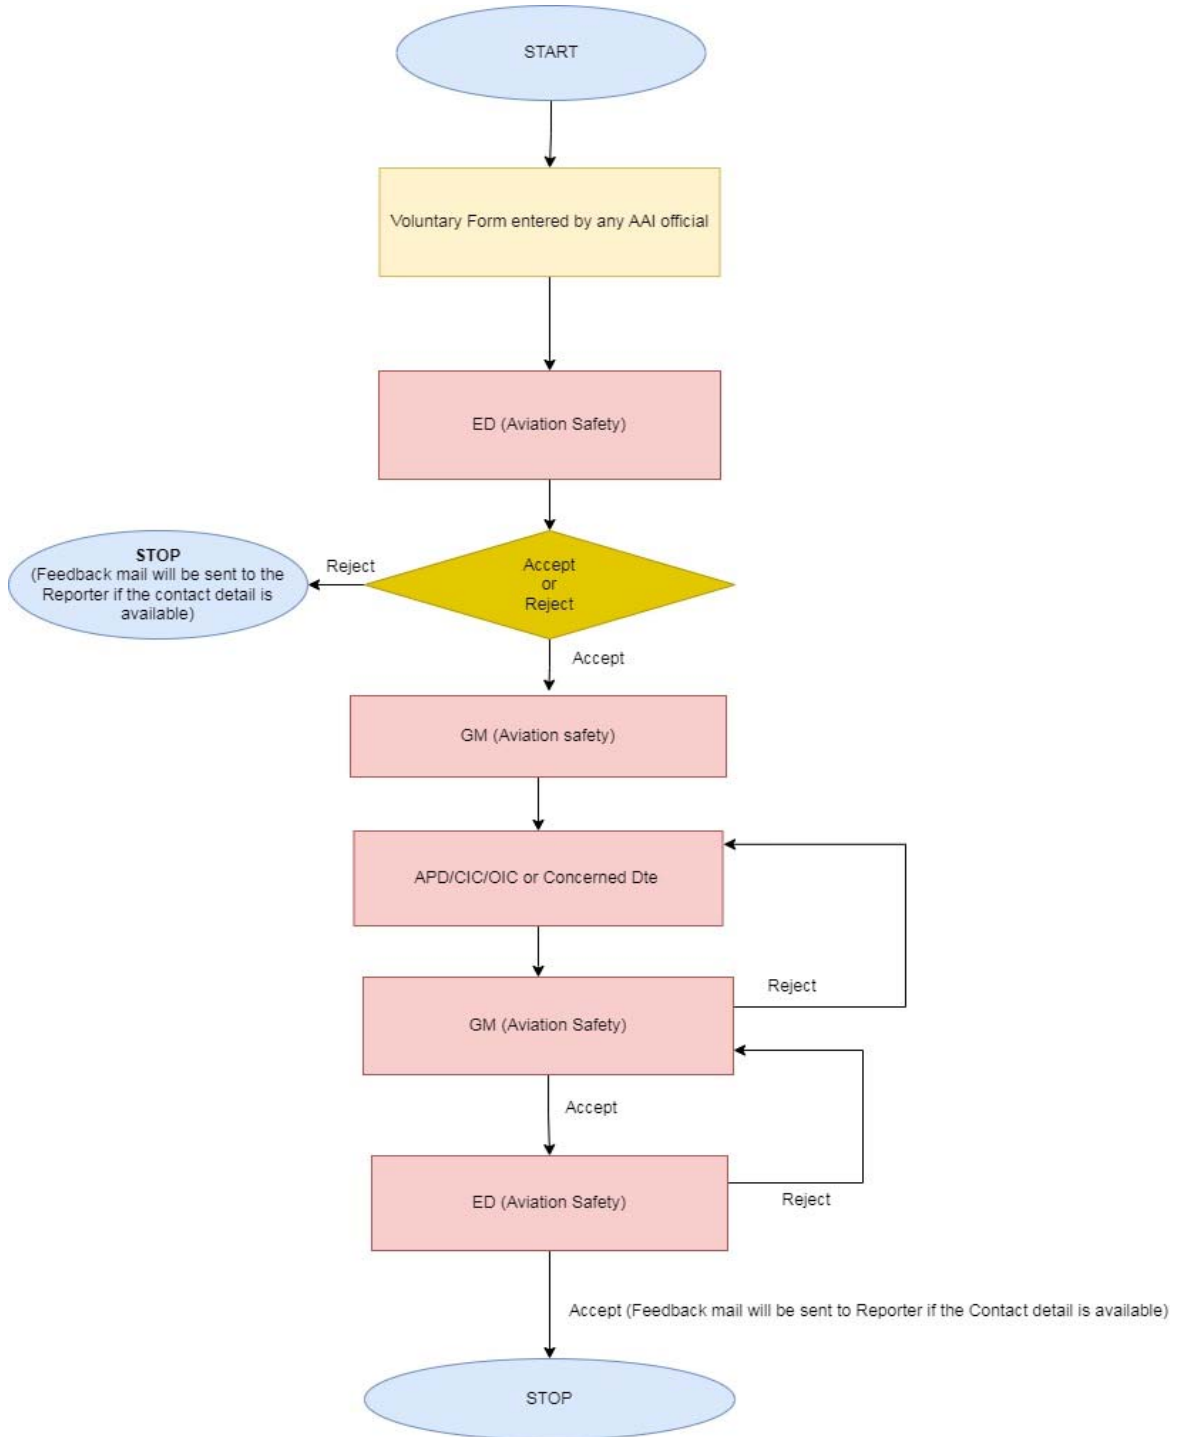 START
Voluntary Form entered by any AAI official
ED (Aviation Safety)
STOP
(Feedback mail will be sent to the
Reporter if the contact detail is
available)
Reject
Accept
or
Reject
Accept
GM (Aviation safety)
APD/CIC/OIC or Concerned Dte
GM (Aviation Safety)
Reject
Accept
ED (Aviation Safety)
Reject
Accept (Feedback mail will be sent to Reporter if the Contact detail is available)
STOP